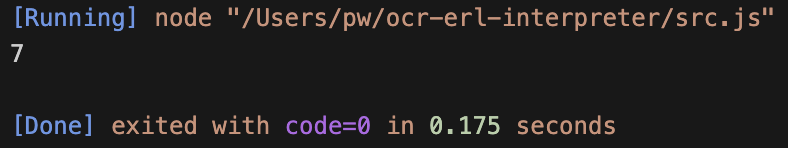 [Running] node "/Users/pw/ocr-erl-interpreter/src.js"
7
[Done] exited with code=0 in 0.175 seconds